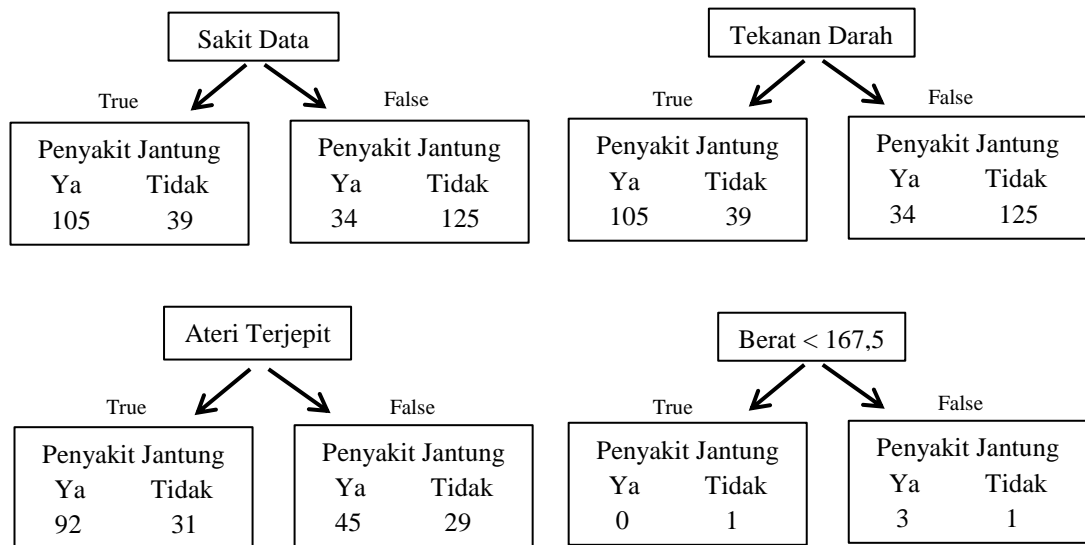 Sakit Data
True
False
Penyakit Jantung
Ya Tidak
105 39
Penyakit Jantung
Ya Tidak
34 125
Tekanan Darah
True
False
Penyakit Jantung
Ya Tidak
105 39
Penyakit Jantung
Ya Tidak
34 125
Ateri Terjepit
True
False
Penyakit Jantung
Ya Tidak
92 31
Penyakit Jantung
Ya Tidak
45 29
Berat < 167,5
True
False
Penyakit Jantung
Ya Tidak
0 1
Penyakit Jantung
Ya Tidak
3 1